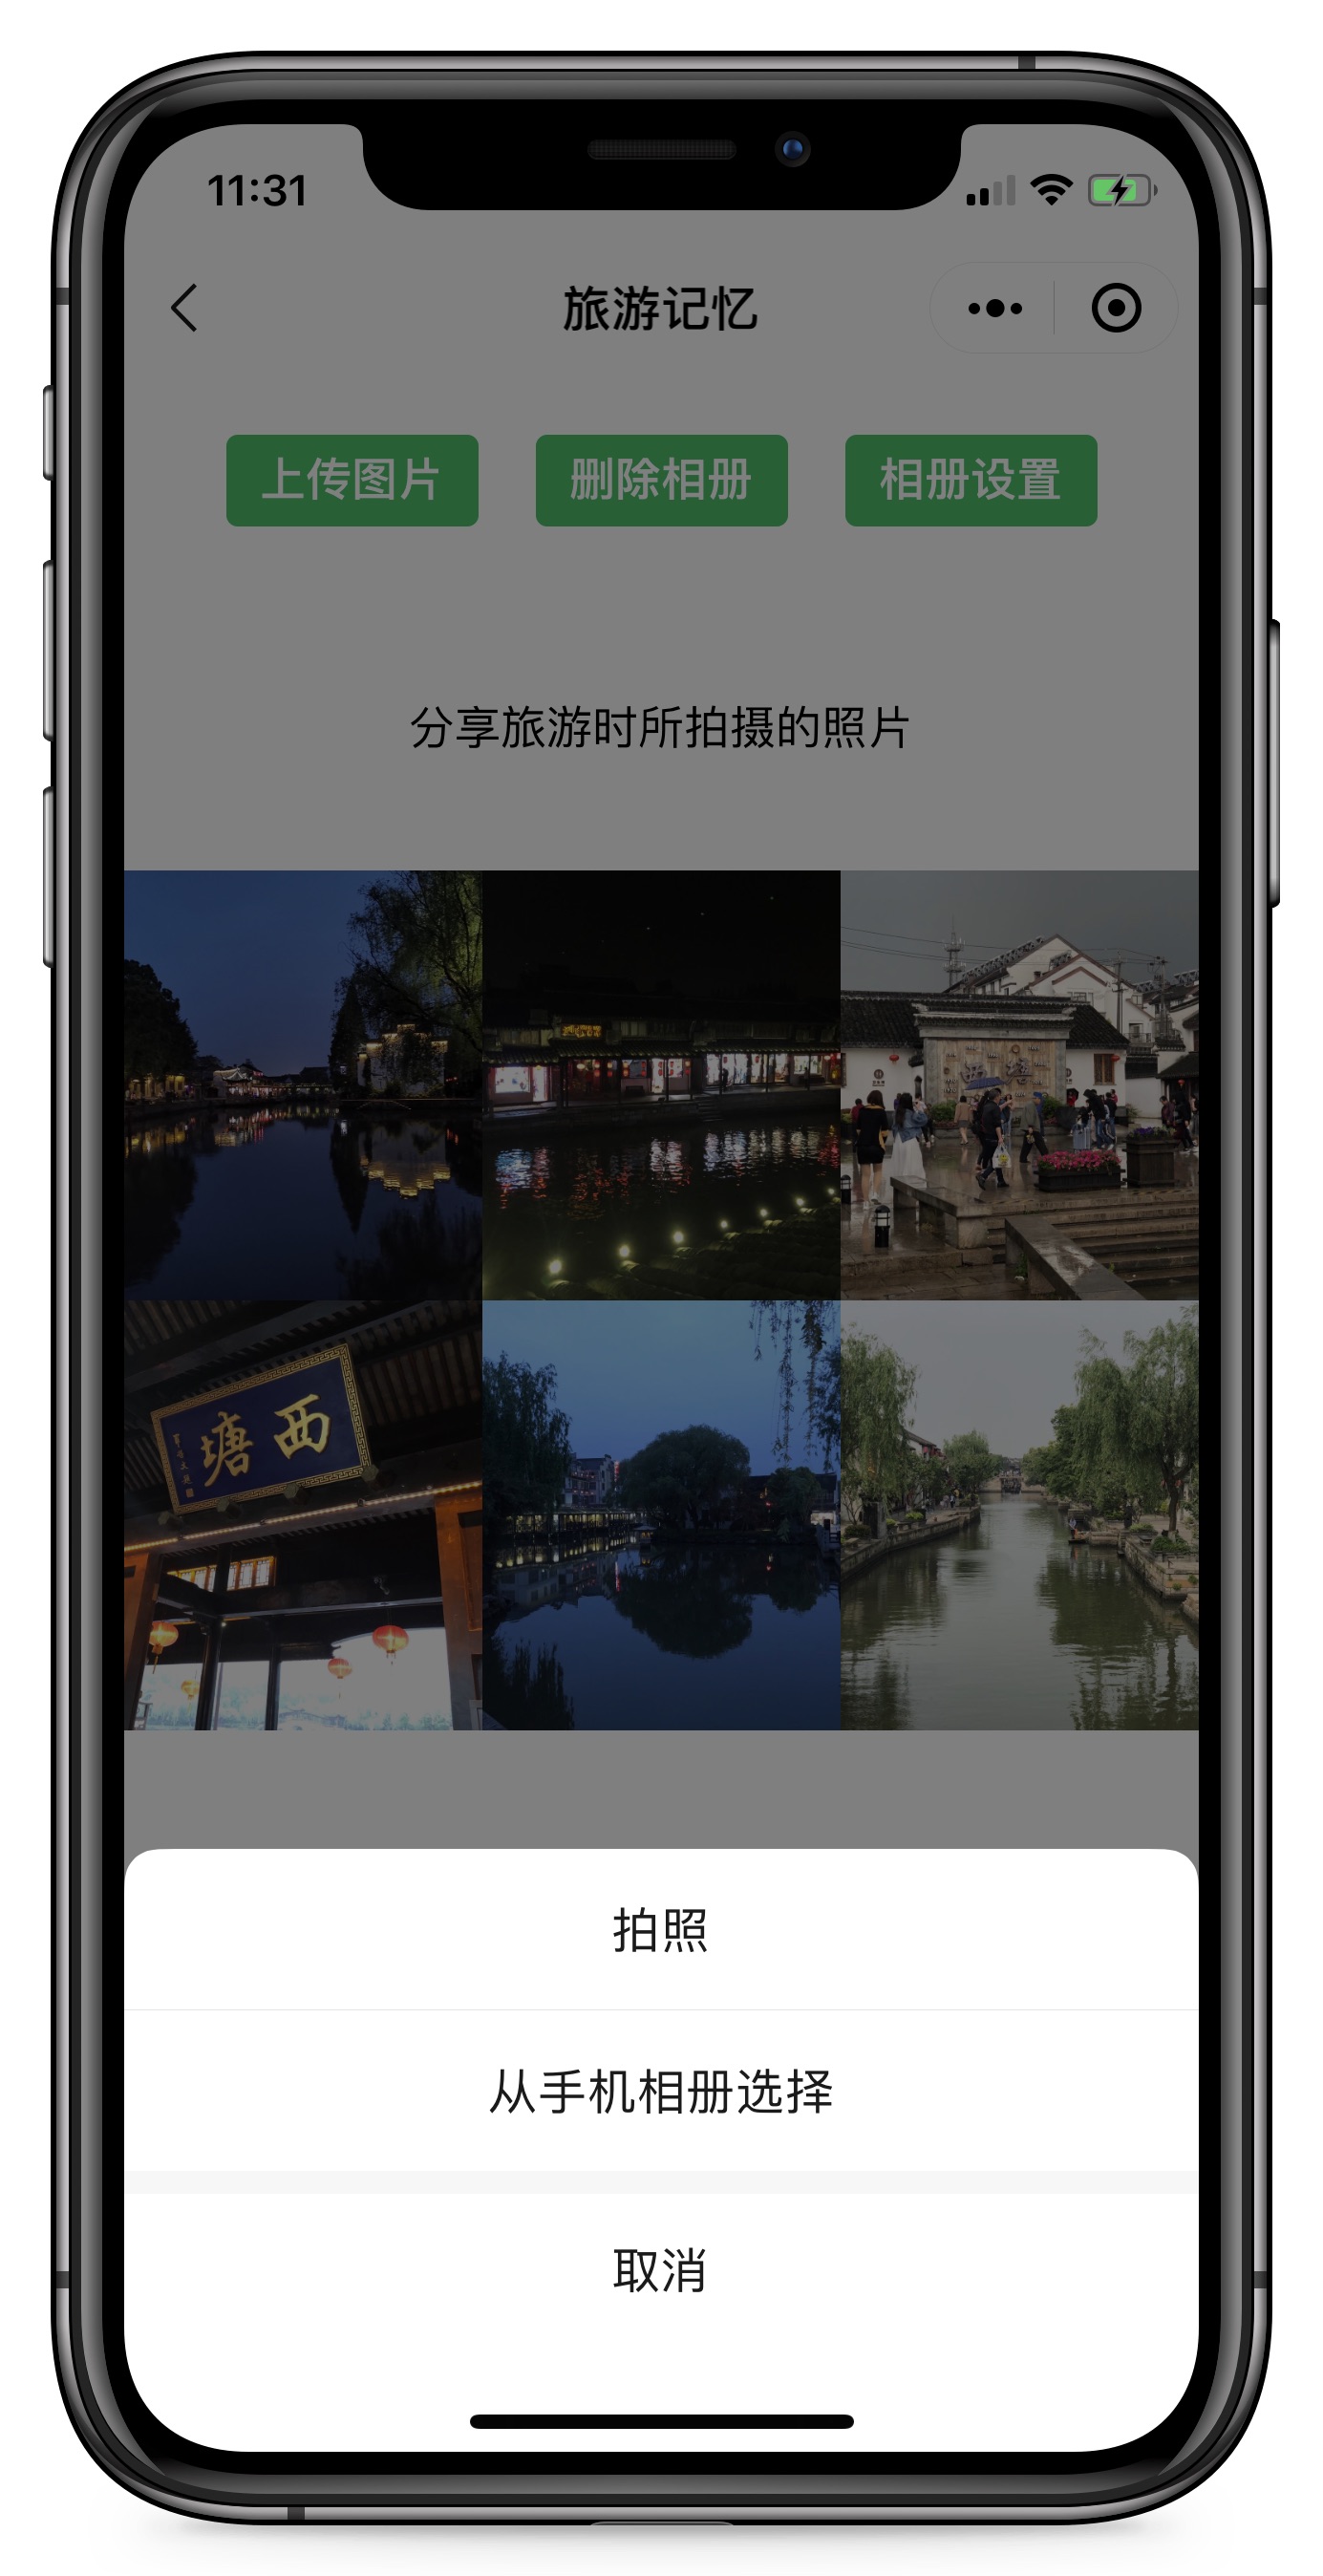 11:31
旅游记忆
上传图片
删除相册
相册设置
分享旅游时所拍摄的照片
塘西
拍照
从手机相册选择
取消